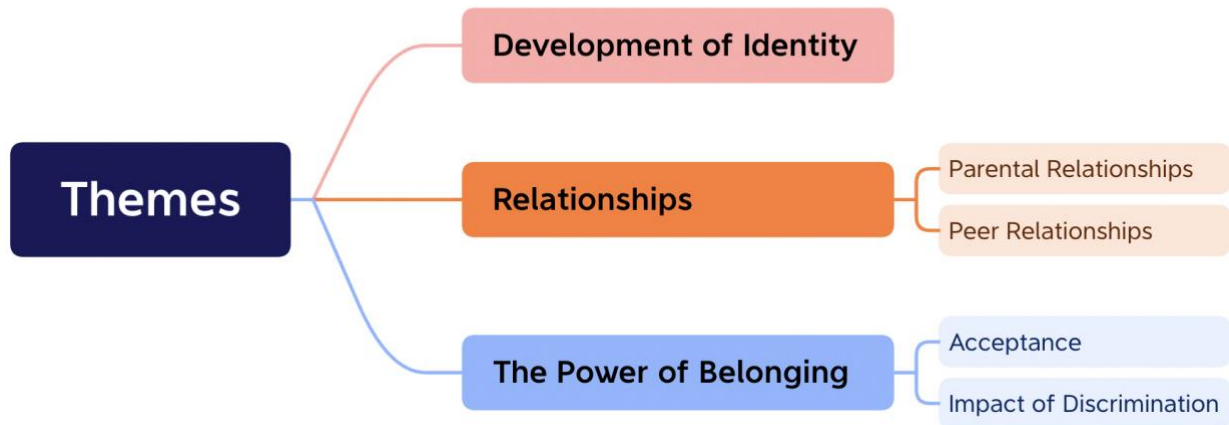 Themes
Development of Identity
Relationships
Parental Relationships
Peer Relationships
The Power of Belonging
Acceptance
Impact of Discrimination